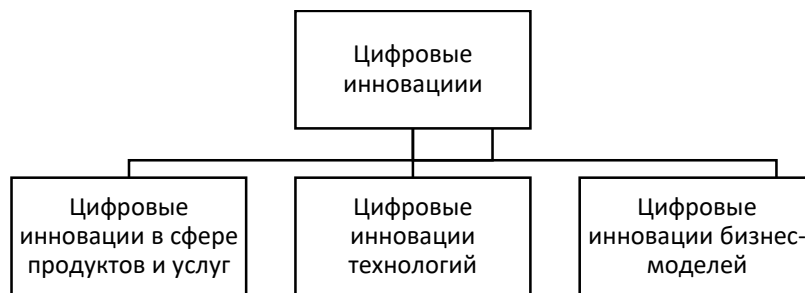 Цифровые
инновациии
Цифровые
инновации в сфере
продуктов и услуг
Цифровые
инновации
технологий
Цифровые
инновации бизнес-
моделей